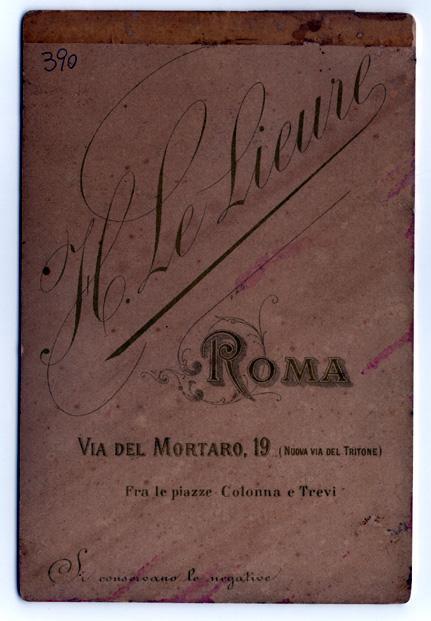 390
H. Le Lieure
ROMA
VIA DEL MORTARO, 19 (NUOVA VIA DEL TRITONE)
Fra le piazze Colonna e Trevi
Si conservano le negative